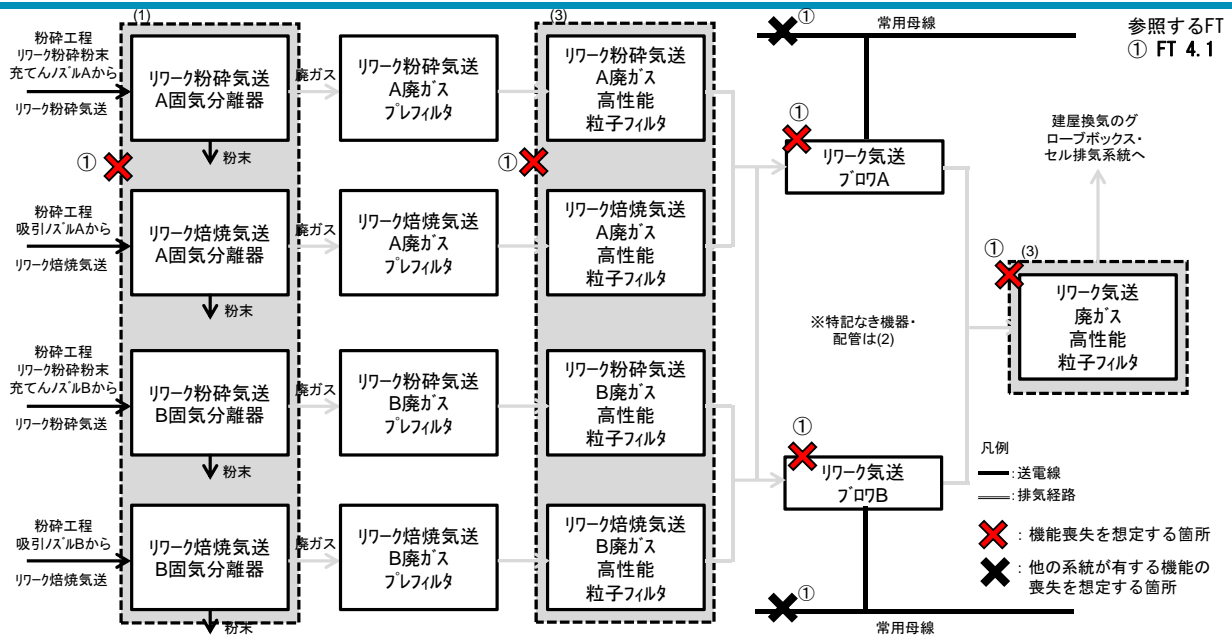 (1)
(3)
①
常用母線
参照するFT
① FT 4.1
粉砕工程
リワーク粉砕粉末
充てんノズルAから
リワーク粉砕気送
リワーク粉砕気送
A固気分離器
廃ガス
リワーク粉砕気送
A廃ガス
プレフィルタ
リワーク粉砕気送
A廃ガス
高性能
粒子フィルタ
粉末
①
①
①
リワーク気送
ブロワA
建屋換気のグ
ローブボックス・
セル排気系統へ
粉砕工程
吸引ノズルAから
リワーク焙焼気送
リワーク焙焼気送
A固気分離器
廃ガス
リワーク焙焼気送
A廃ガス
プレフィルタ
リワーク焙焼気送
A廃ガス
高性能
粒子フィルタ
粉末
①
(3)
リワーク気送
廃ガス
高性能
粒子フィルタ
※特記なき機器・
配管は(2)
粉砕工程
リワーク粉砕粉末
充てんノズルBから
リワーク粉砕気送
リワーク粉砕気送
B固気分離器
廃ガス
リワーク粉砕気送
B廃ガス
プレフィルタ
リワーク粉砕気送
B廃ガス
高性能
粒子フィルタ
粉末
①
リワーク気送
ブロワB
粉砕工程
吸引ノズルBから
リワーク焙焼気送
リワーク焙焼気送
B固気分離器
廃ガス
リワーク焙焼気送
B廃ガス
プレフィルタ
リワーク焙焼気送
B廃ガス
高性能
粒子フィルタ
粉末
①
常用母線
凡例
:送電線
:排気経路
: 機能喪失を想定する箇所
: 他の系統が有する機能の
喪失を想定する箇所